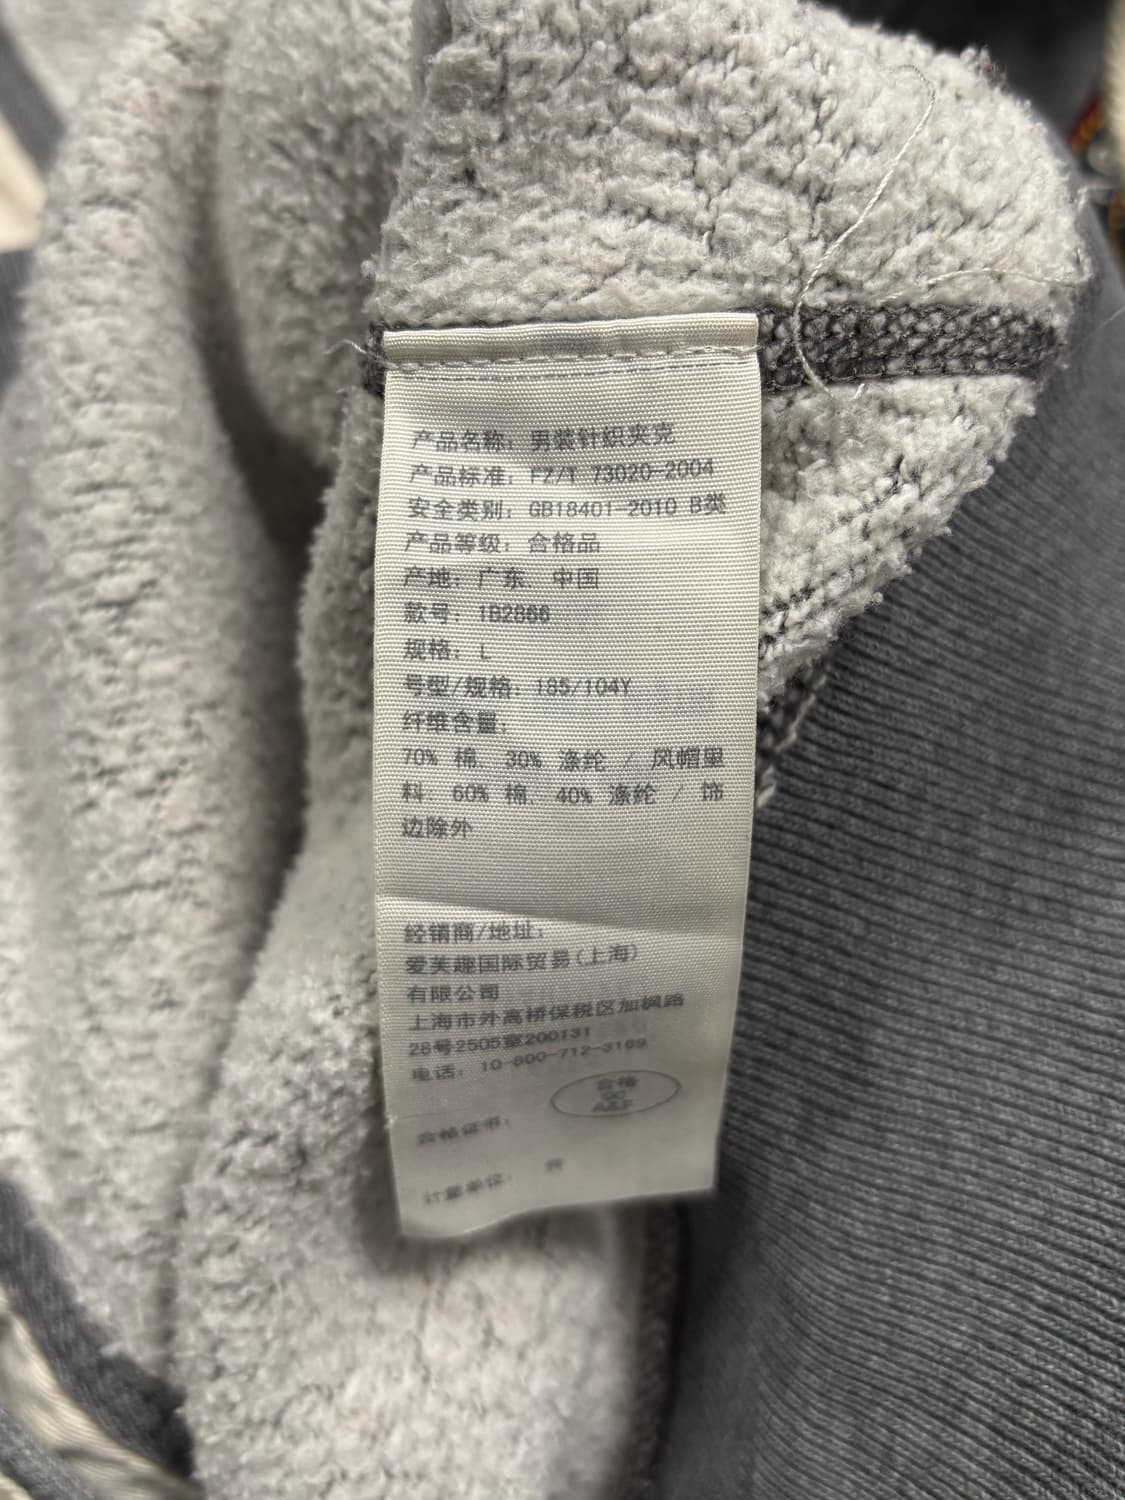 产品名称：男装针织夹克
产品标准：FZ/T 73020-2004
安全类别：GB18401-2010 B类
产品等级：合格品
产地：广东 中国
款号：1B2866
规格：L
号型/规格：185/104Y
纤维含量：
70% 棉, 30% 涤纶 / 风帽里
料 60% 棉, 40% 涤纶 / 饰
边除外
经销商/地址：
爱芙趣国际贸易(上海)
有限公司
上海市外高桥保税区加枫路
28号2505室200131
电话：10-800-712-3169
合格
A&F
合格证书：
计量单位： 件